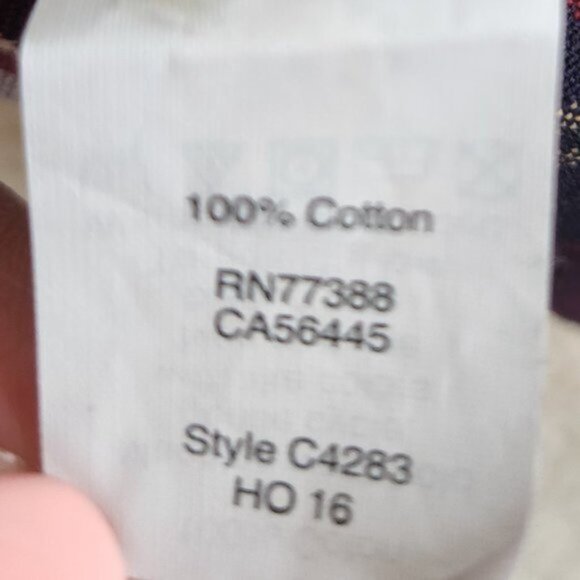 100% Cotton
RN77388
CA56445
Style C4283
HO 16